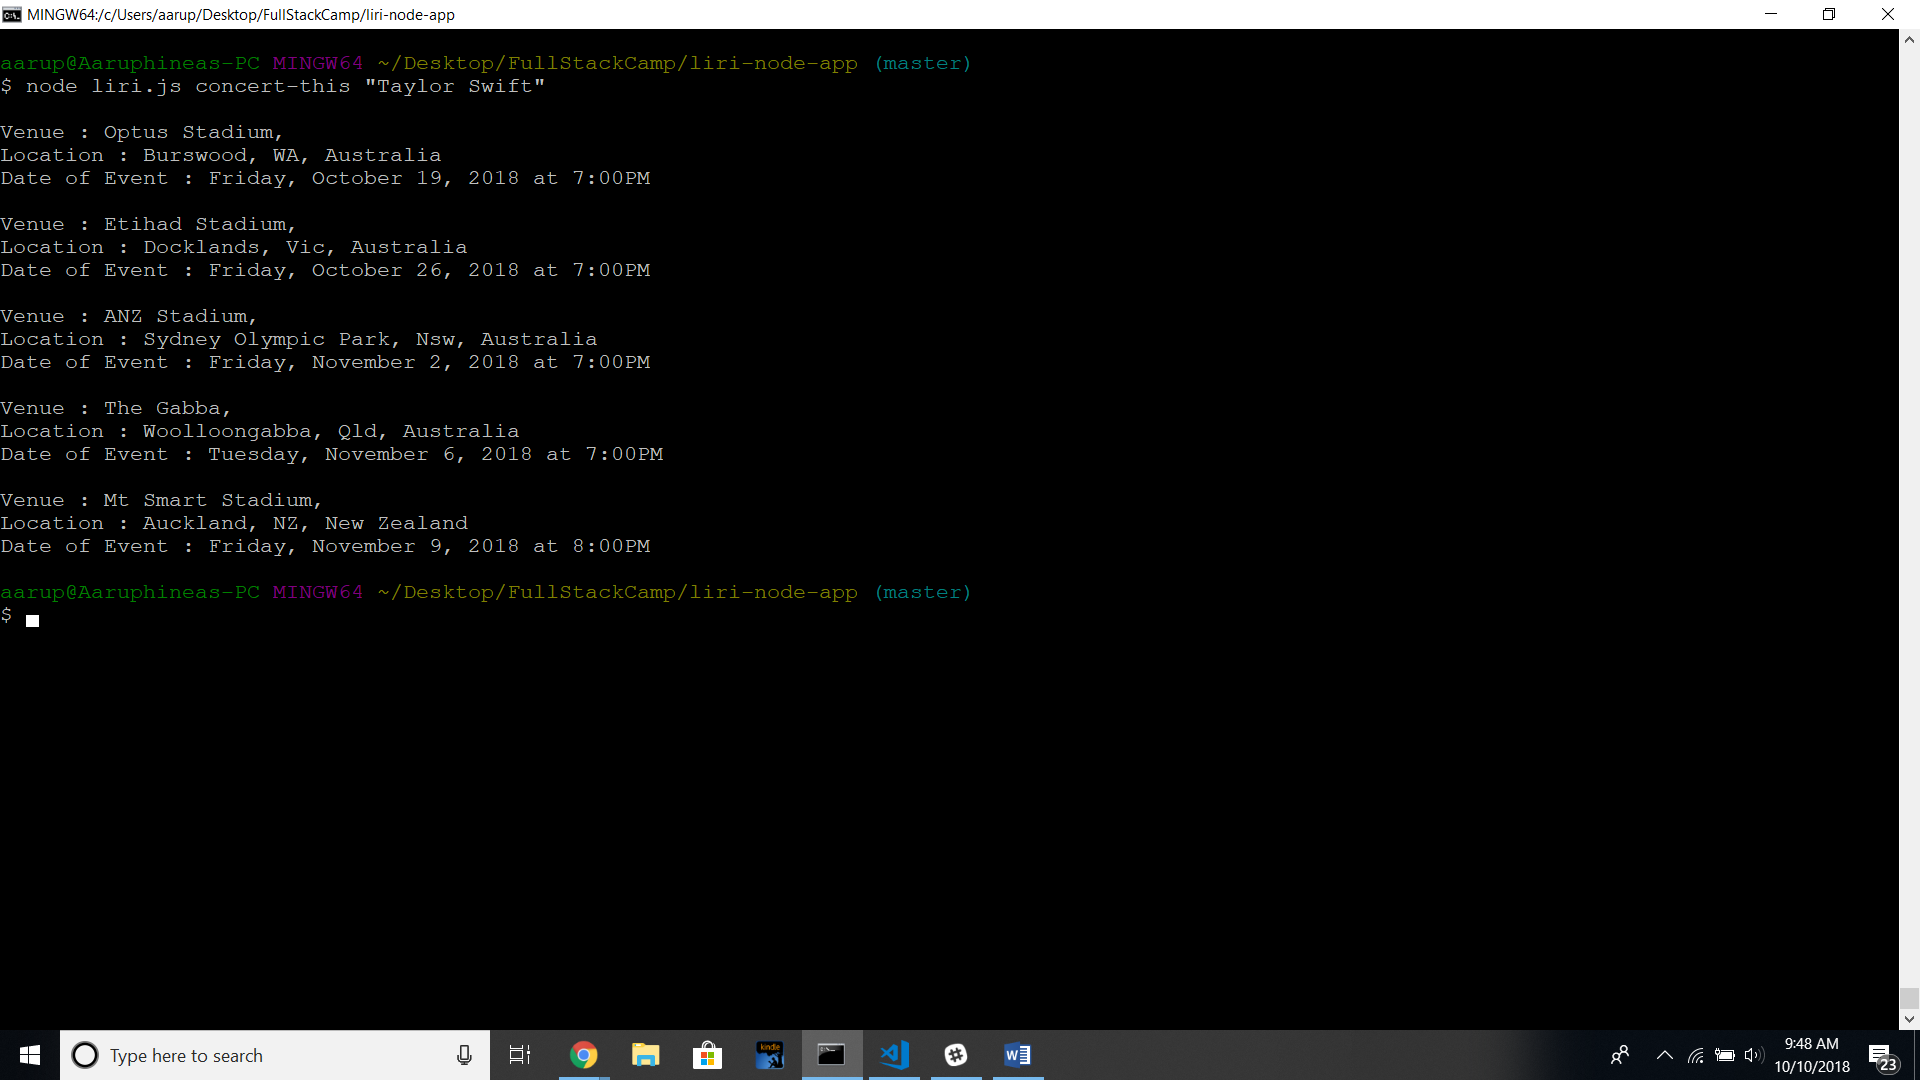 MINGW64:/c/Users/aarup/Desktop/FullStackCamp/liri-node-app
aarup@Aaruphineas-PC MINGW64 ~/Desktop/FullStackCamp/liri-node-app (master)
$ node liri.js concert-this "Taylor Swift"
Venue : Optus Stadium,
Location : Burswood, WA, Australia
Date of Event : Friday, October 19, 2018 at 7:00PM
Venue : Etihad Stadium,
Location : Docklands, Vic, Australia
Date of Event : Friday, October 26, 2018 at 7:00PM
Venue : ANZ Stadium,
Location : Sydney Olympic Park, Nsw, Australia
Date of Event : Friday, November 2, 2018 at 7:00PM
Venue : The Gabba,
Location : Woolloongabba, Qld, Australia
Date of Event : Tuesday, November 6, 2018 at 7:00PM
Venue : Mt Smart Stadium,
Location : Auckland, NZ, New Zealand
Date of Event : Friday, November 9, 2018 at 8:00PM
aarup@Aaruphineas-PC MINGW64 ~/Desktop/FullStackCamp/liri-node-app (master)
$
Type here to search
kindle
9:48 AM
10/10/2018
23